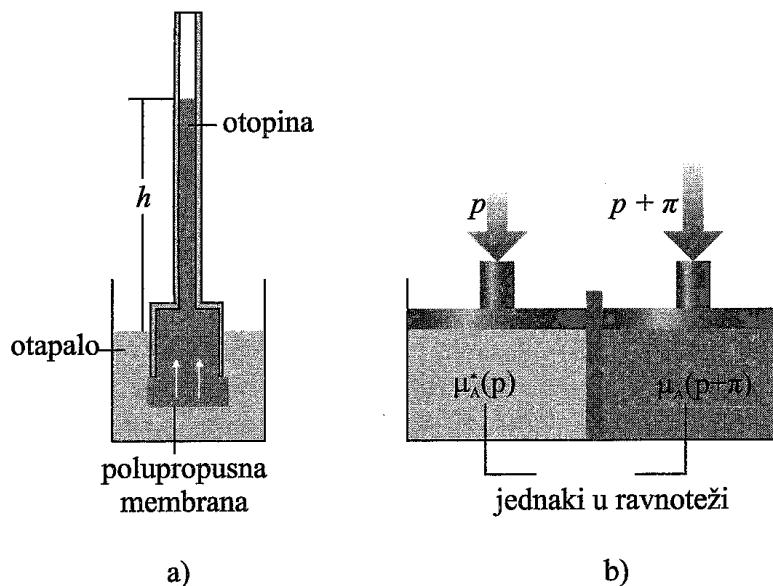 otopina
h
otapalo
polupropusna
membrana
a)
p
p + π
μ*A(p)
μA(p+π)
jednaki u ravnoteži
b)